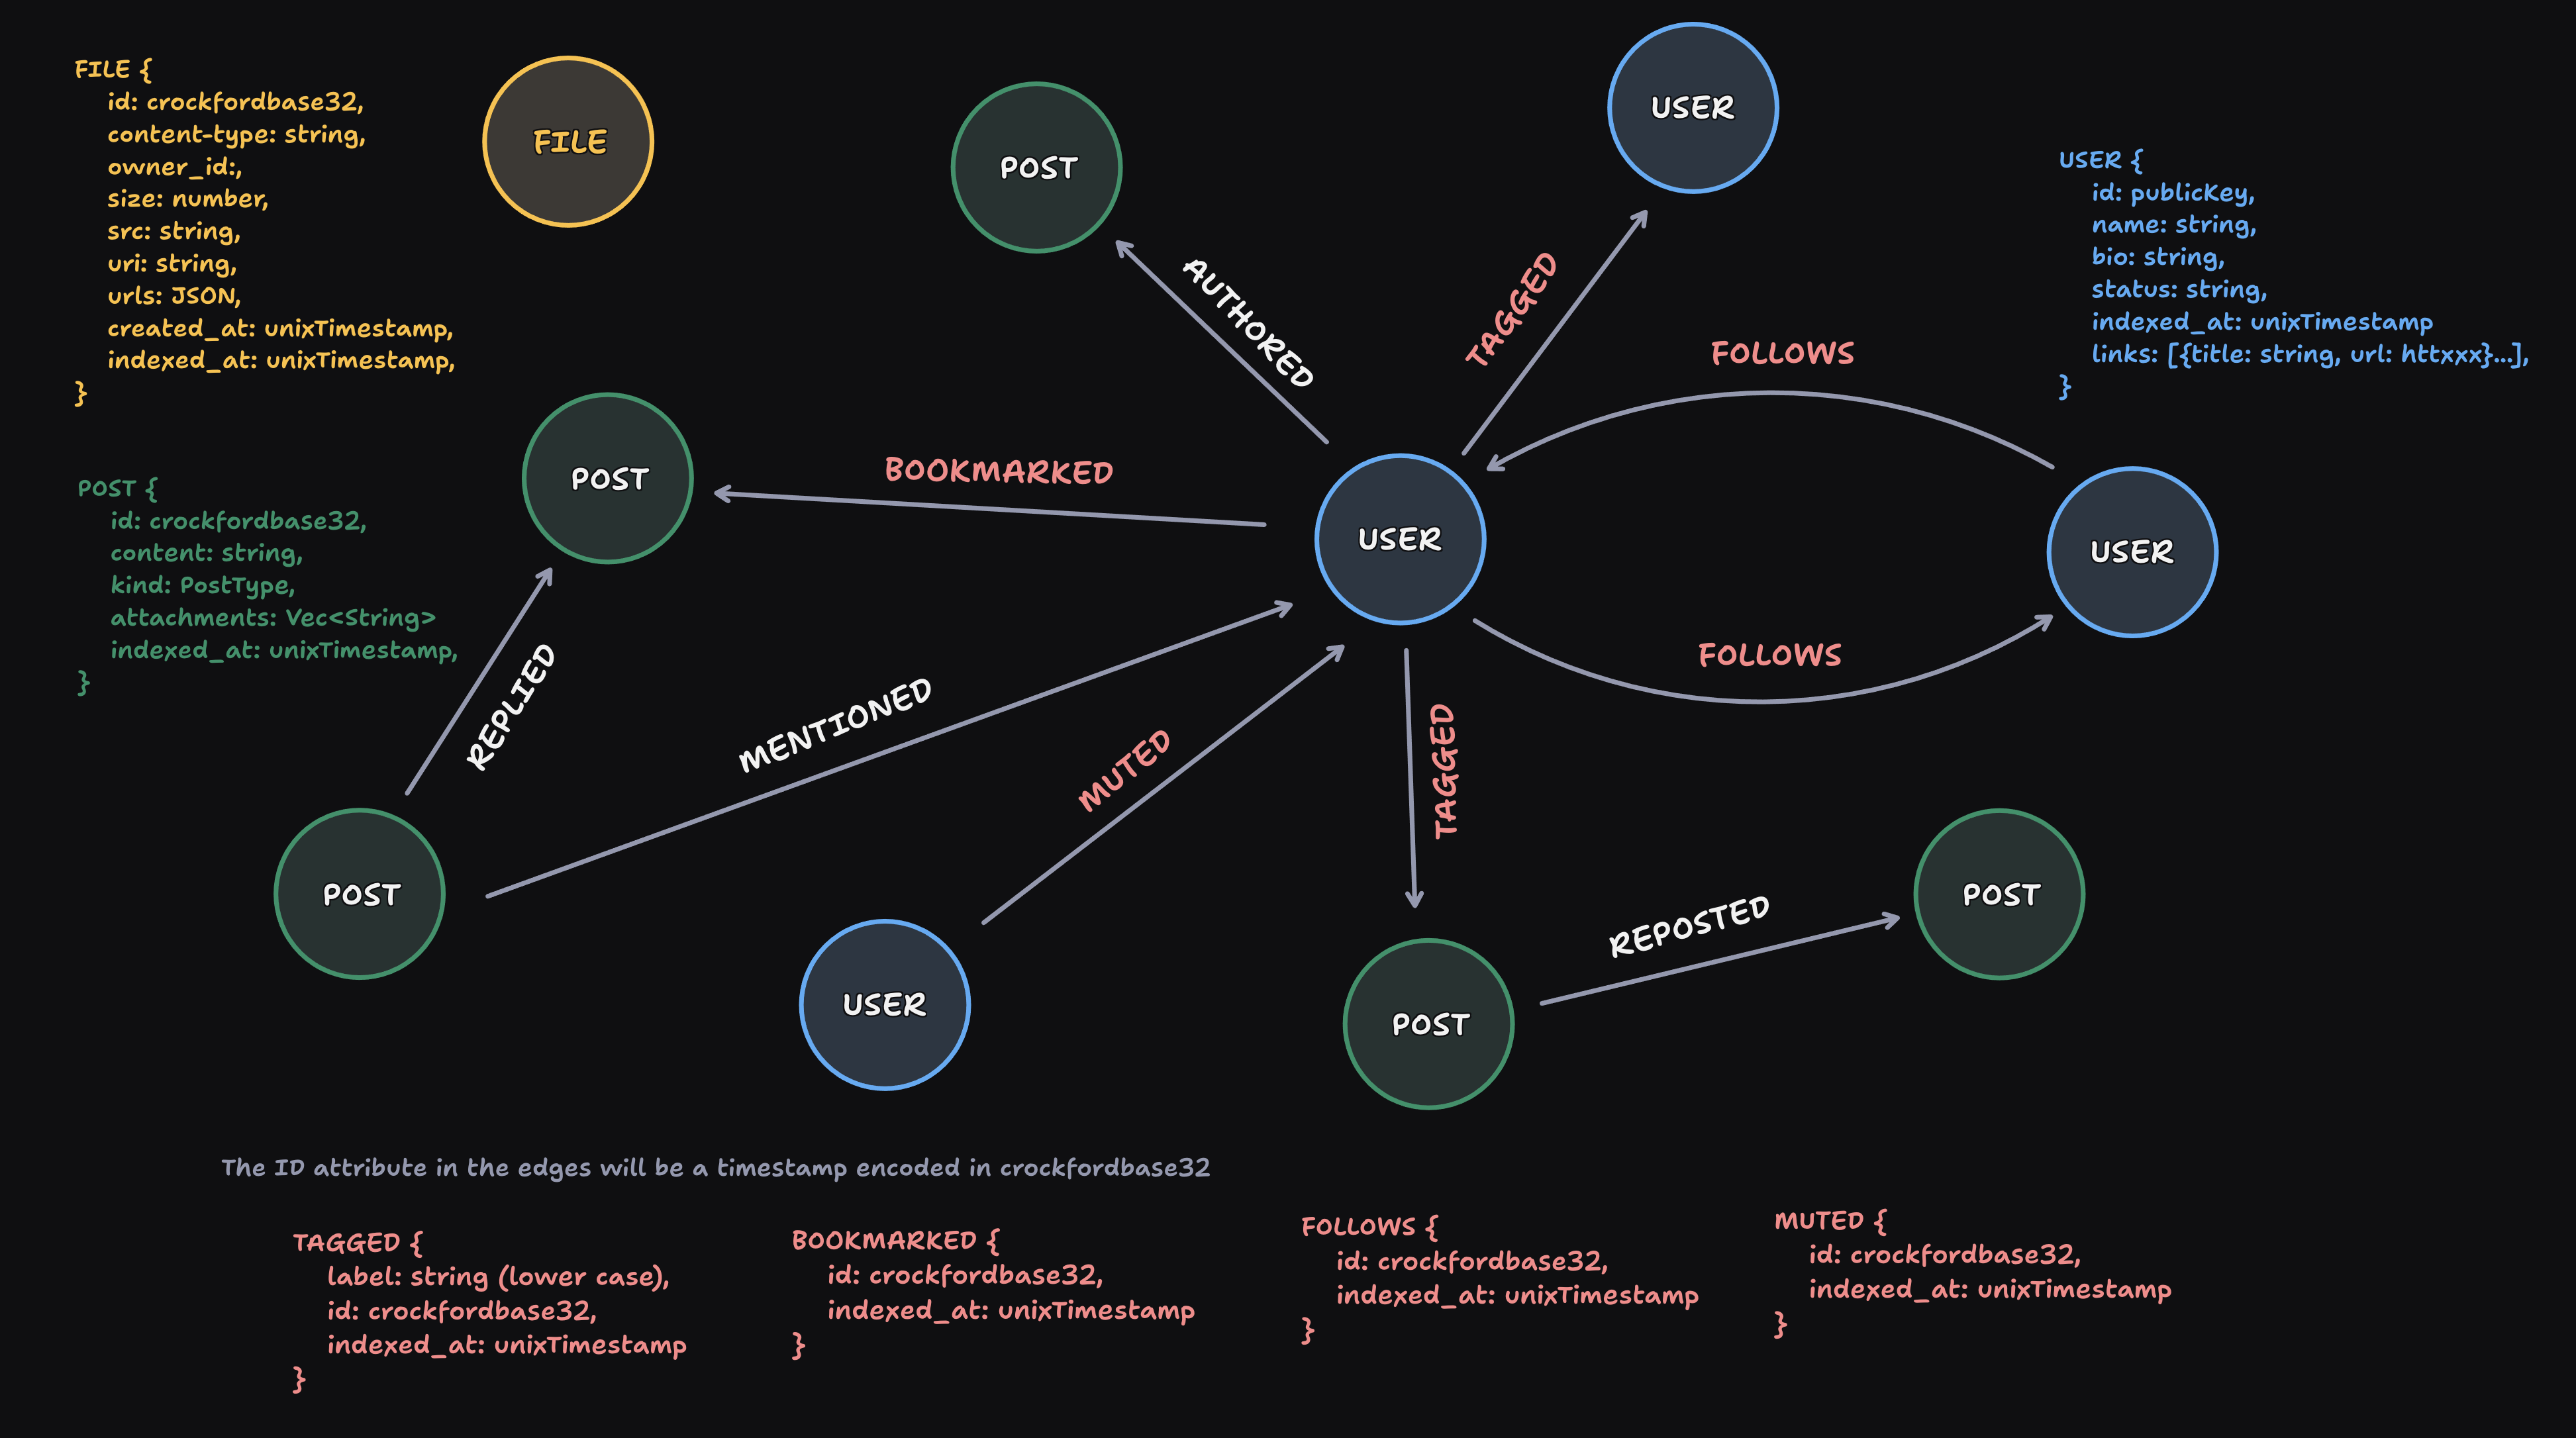 FILE {
id: crockfordbase32,
content-type: string,
owner_id:,
size: number,
src: string,
uri: string,
urls: JSON,
created_at: unixTimestamp,
indexed_at: unixTimestamp,
}
FILE
POST
USER
USER {
id: publicKey,
name: string,
bio: string,
status: string,
indexed_at: unixTimestamp
links: [{title: string, url: httxxx}...],
}
AUTHORED
TAGGED
FOLLOWS
POST
BOOKMARKED
USER
USER
POST {
id: crockfordbase32,
content: string,
kind: PostType,
attachments: Vec<String>
indexed_at: unixTimestamp,
}
REPLIED
MENTIONED
MUTED
TAGGED
FOLLOWS
POST
USER
POST
REPOSTED
POST
The ID attribute in the edges will be a timestamp encoded in crockfordbase32
TAGGED {
label: string (lower case),
id: crockfordbase32,
indexed_at: unixTimestamp
}
BOOKMARKED {
id: crockfordbase32,
indexed_at: unixTimestamp
}
FOLLOWS {
id: crockfordbase32,
indexed_at: unixTimestamp
}
MUTED {
id: crockfordbase32,
indexed_at: unixTimestamp
}